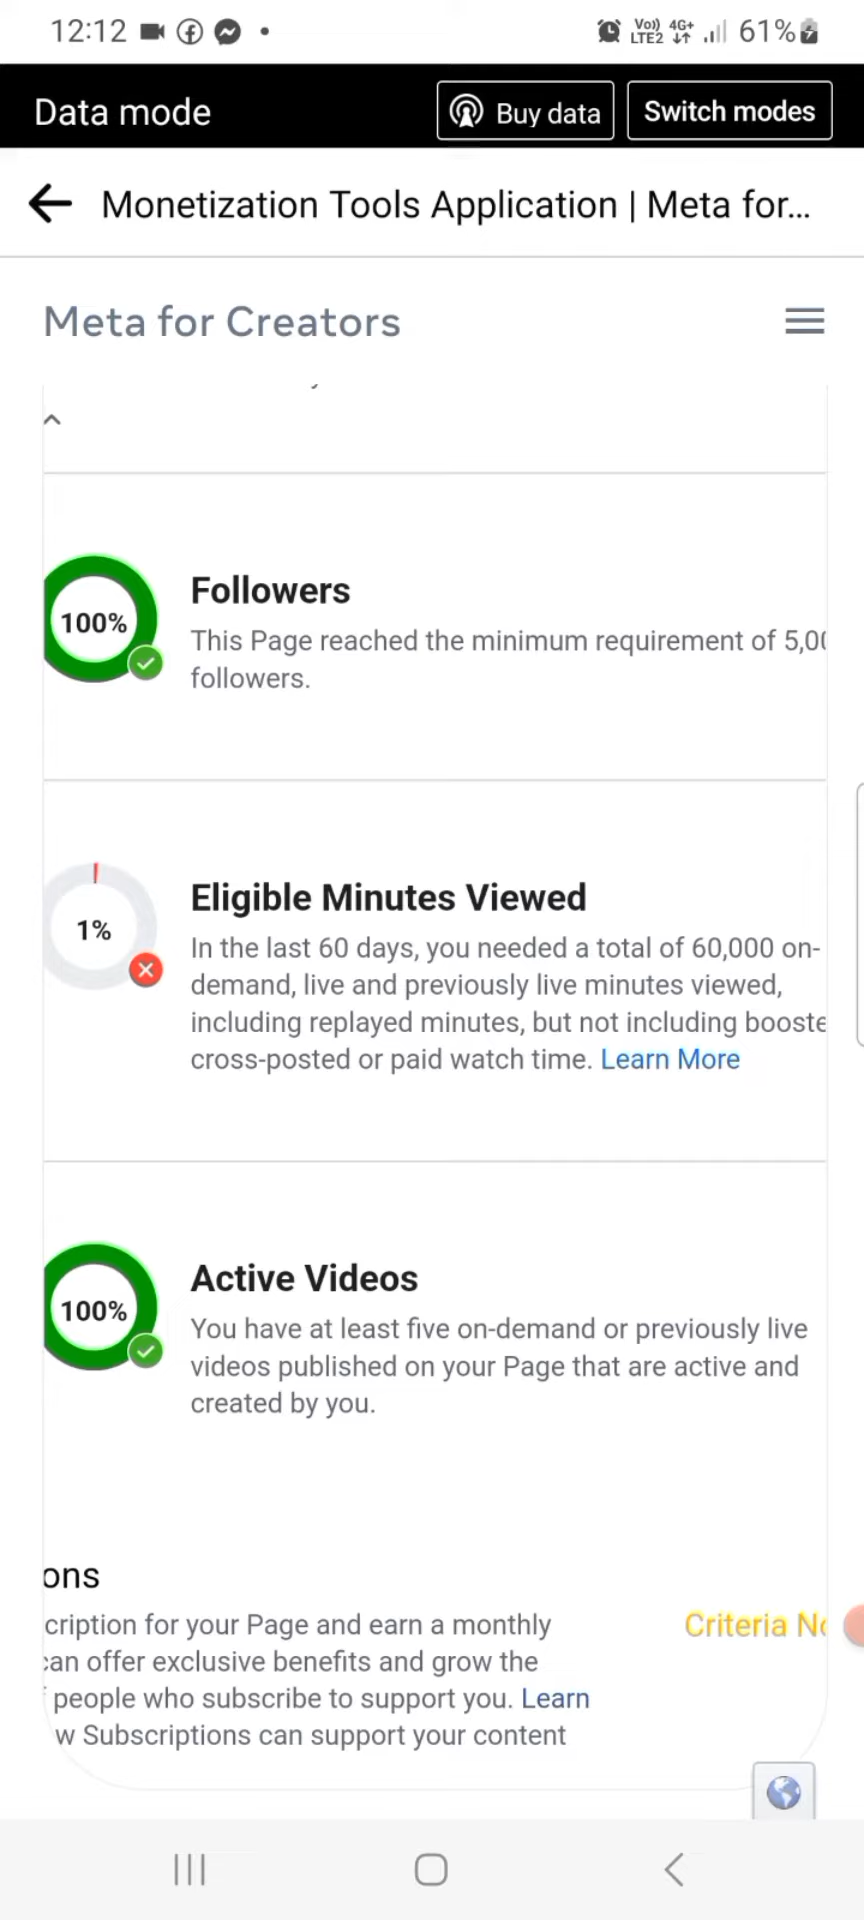 12:12
Vo)) LTE2 4G+ 61%
Data mode
Buy data
Switch modes
Monetization Tools Application | Meta for...
Meta for Creators
100%
Followers
This Page reached the minimum requirement of 5,00
followers.
1%
Eligible Minutes Viewed
In the last 60 days, you needed a total of 60,000 on-
demand, live and previously live minutes viewed,
including replayed minutes, but not including booste
cross-posted or paid watch time. Learn More
100%
Active Videos
You have at least five on-demand or previously live
videos published on your Page that are active and
created by you.
ons
cription for your Page and earn a monthly
Criteria No
can offer exclusive benefits and grow the
people who subscribe to support you. Learn
w Subscriptions can support your content